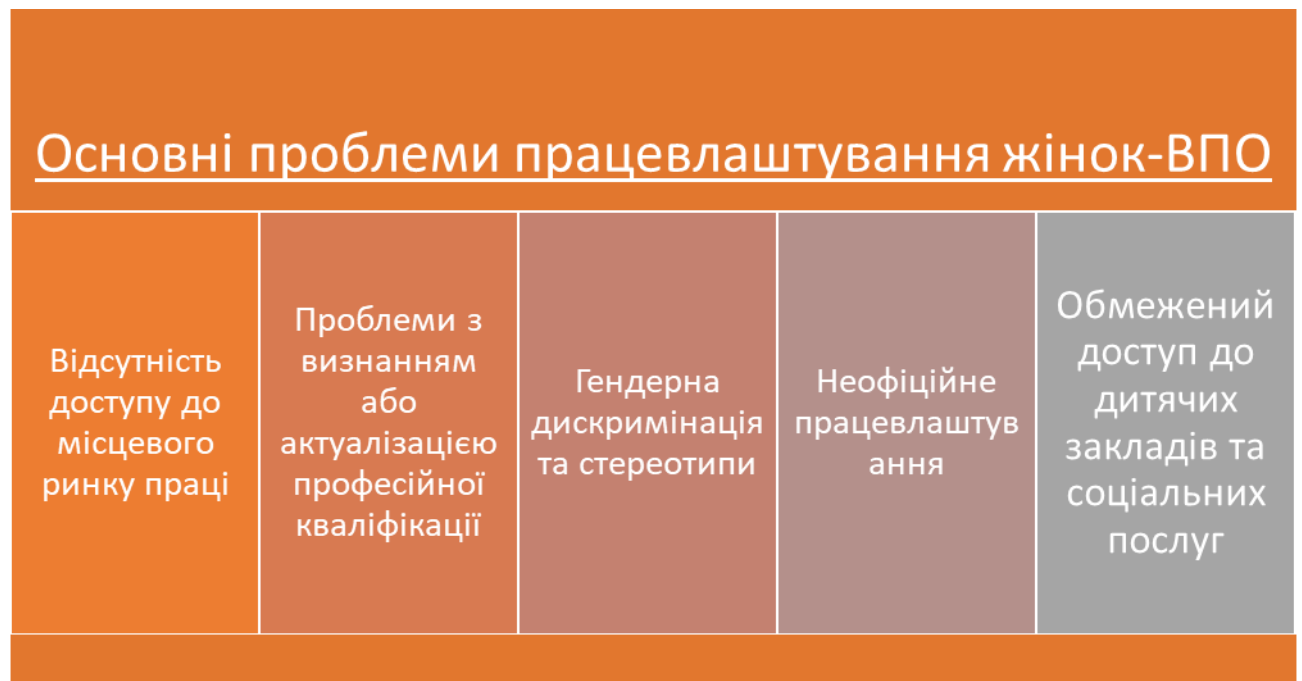 Основні проблеми працевлаштування жінок-ВПО
Відсутність
доступу до
місцевого
ринку праці
Проблеми з
визнанням
або
актуалізацією
професійної
кваліфікації
Гендерна
дискримінація
та стереотипи
Неофіційне
працевлаштув
ання
Обмежений
доступ до
дитячих
закладів та
соціальних
послуг